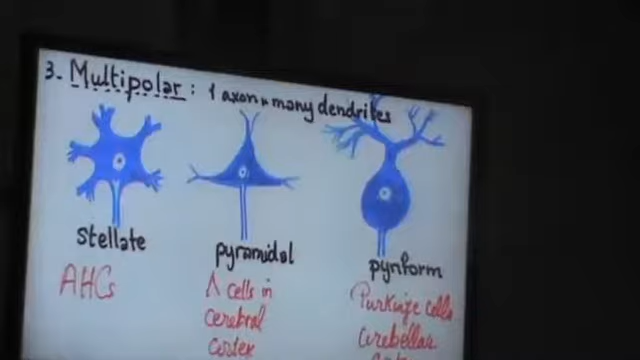 3. Multipolar : 1 axon & many dendrites
stellate
pyramidal
pyriform
AHCs
Λ cells in
cerebral
cortex
Purkinje cells
cerebellar